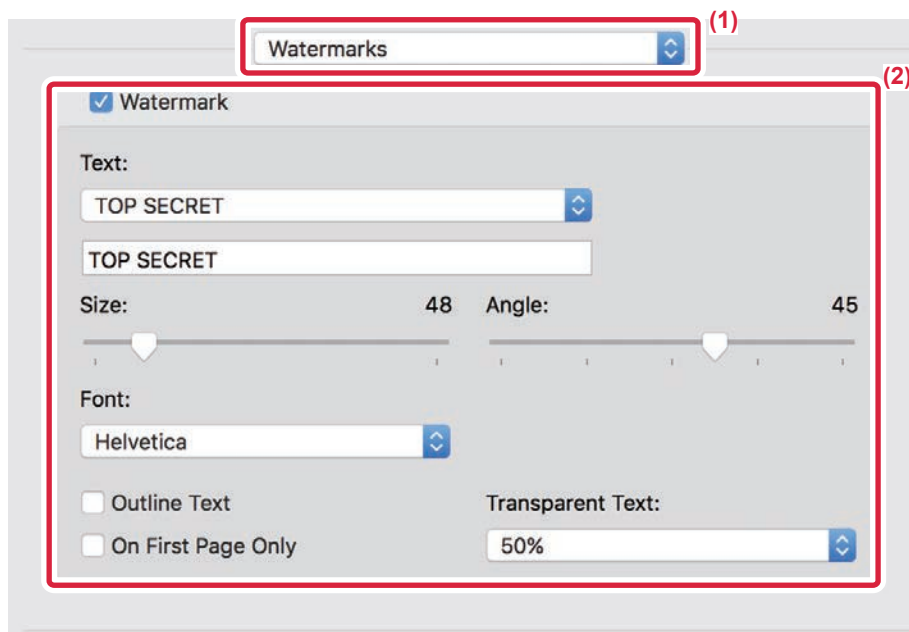 (1)
Watermarks
(2)
Watermark
Text:
TOP SECRET
TOP SECRET
Size: 48 Angle: 45
Font:
Helvetica
Outline Text Transparent Text:
On First Page Only 50%